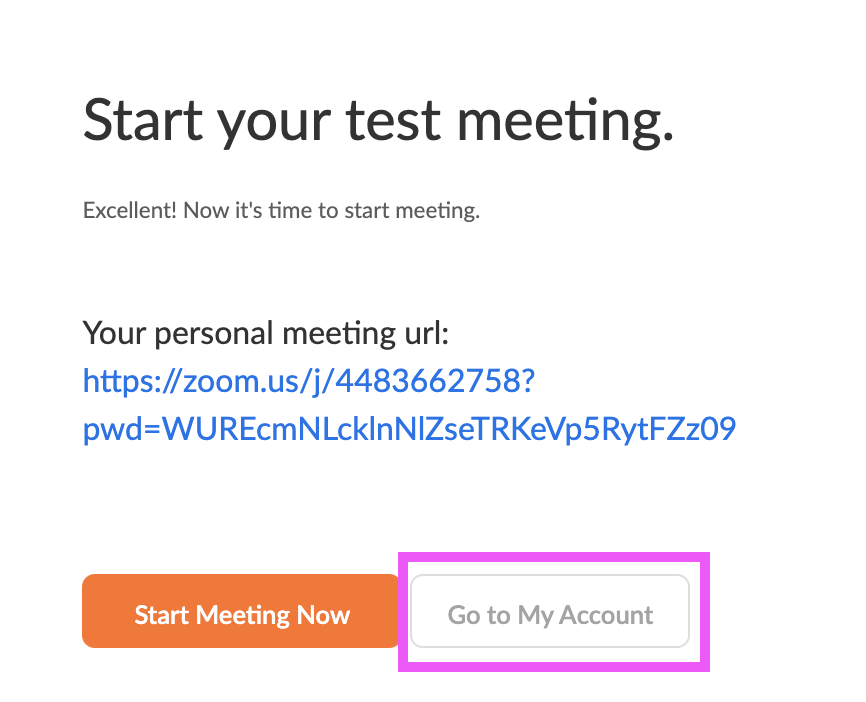 Start your test meeting.
Excellent! Now it's time to start meeting.
Your personal meeting url:
https://zoom.us/j/4483662758?
pwd=WUREcmNLcklnNlZseTRKeVp5RytFZz09
Start Meeting Now
Go to My Account